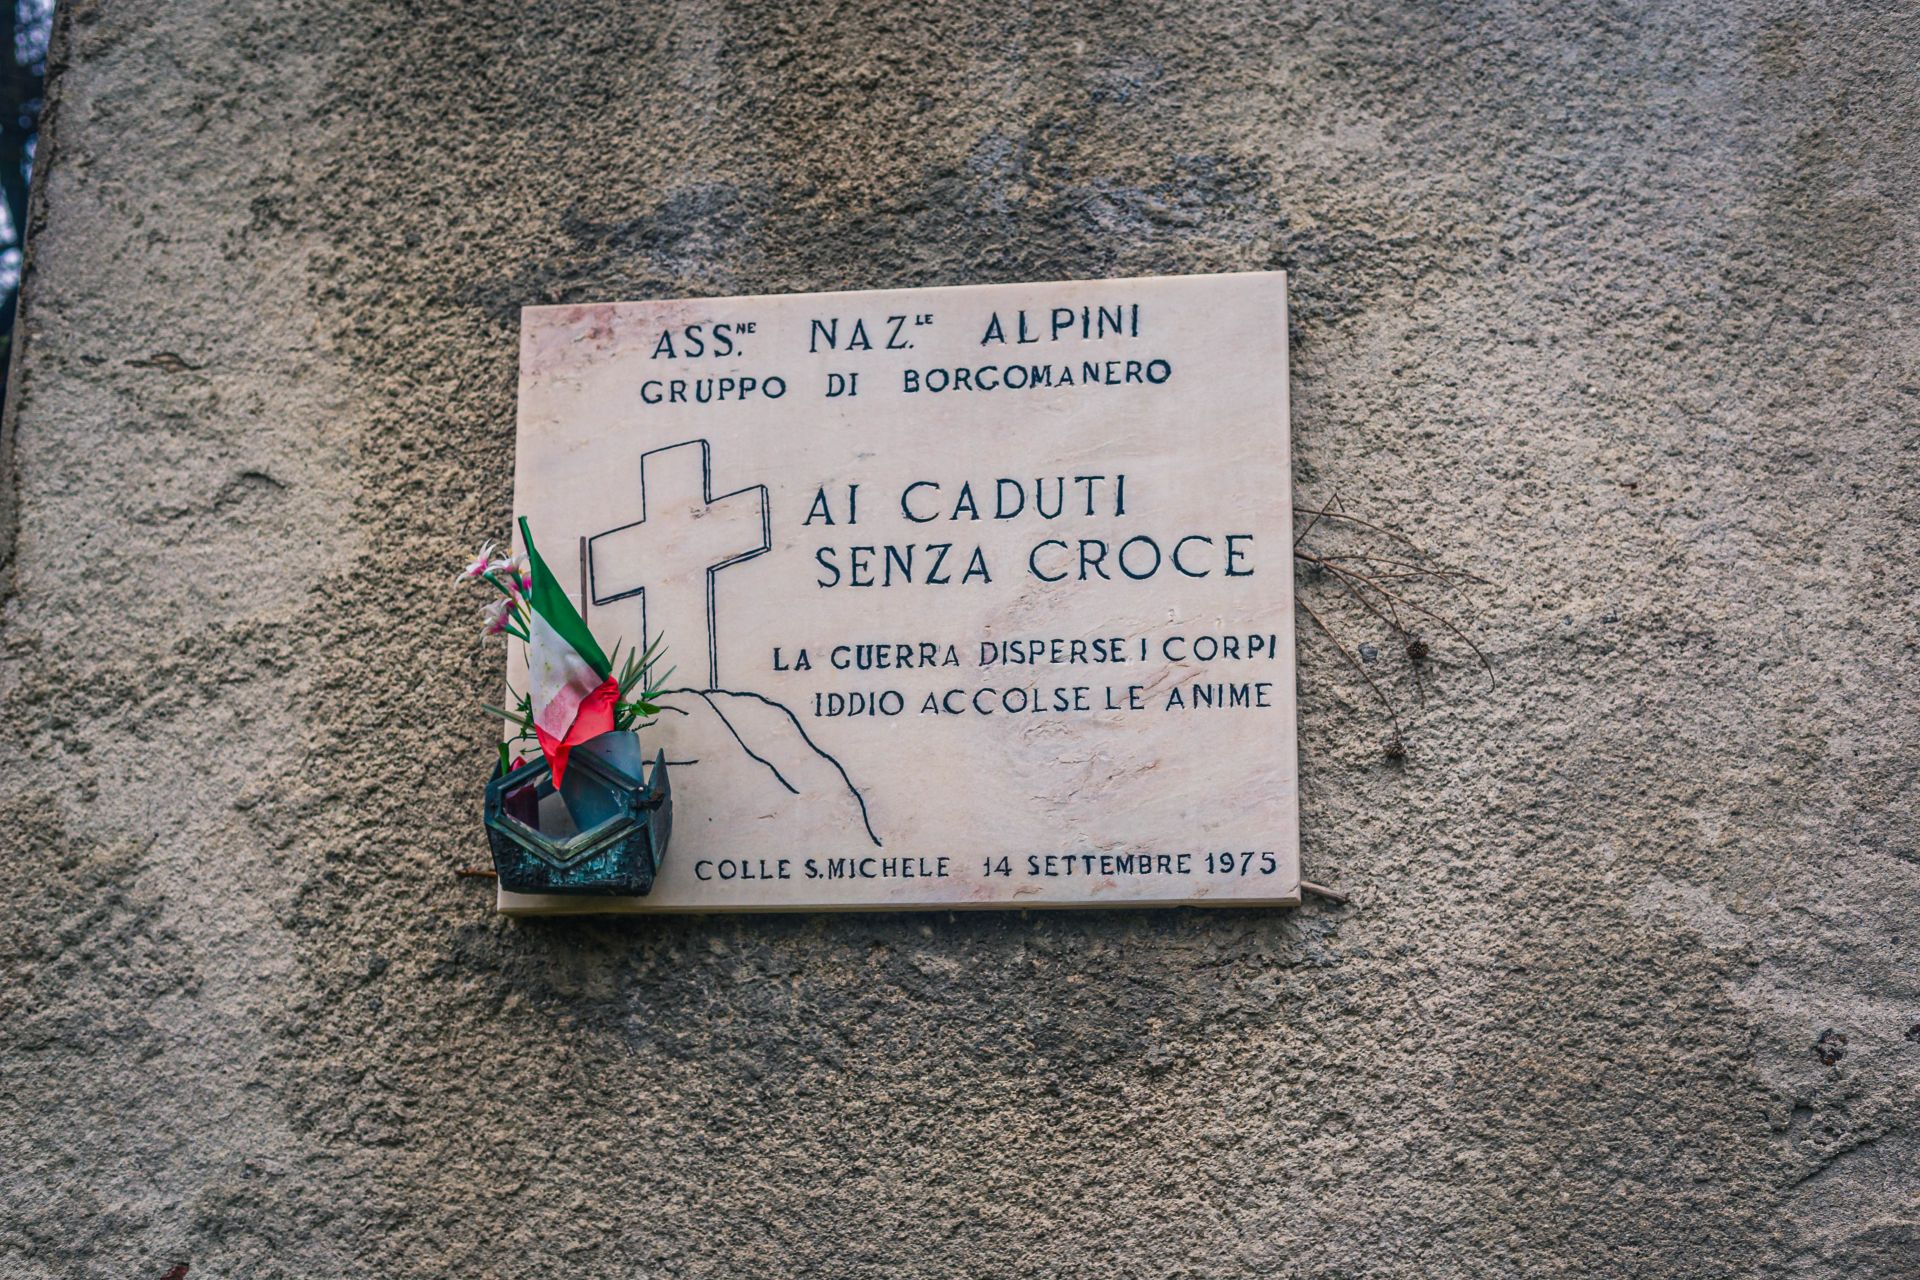 ASS.NE NAZ.LE ALPINI
GRUPPO DI BORGOMANERO
AI CADUTI
SENZA CROCE
LA GUERRA DISPERSE I CORPI
IDDIO ACCOLSE LE ANIME
COLLE S.MICHELE 14 SETTEMBRE 1975